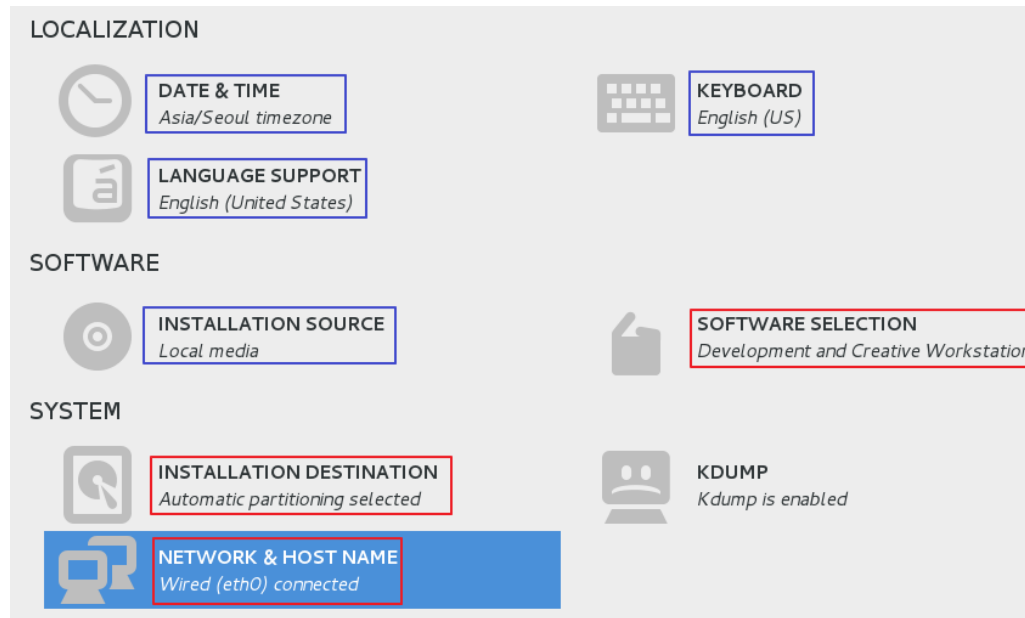 LOCALIZATION
DATE & TIME
Asia/Seoul timezone
KEYBOARD
English (US)
LANGUAGE SUPPORT
English (United States)
SOFTWARE
INSTALLATION SOURCE
Local media
SOFTWARE SELECTION
Development and Creative Workstation
SYSTEM
INSTALLATION DESTINATION
Automatic partitioning selected
KDUMP
Kdump is enabled
NETWORK & HOST NAME
Wired (eth0) connected